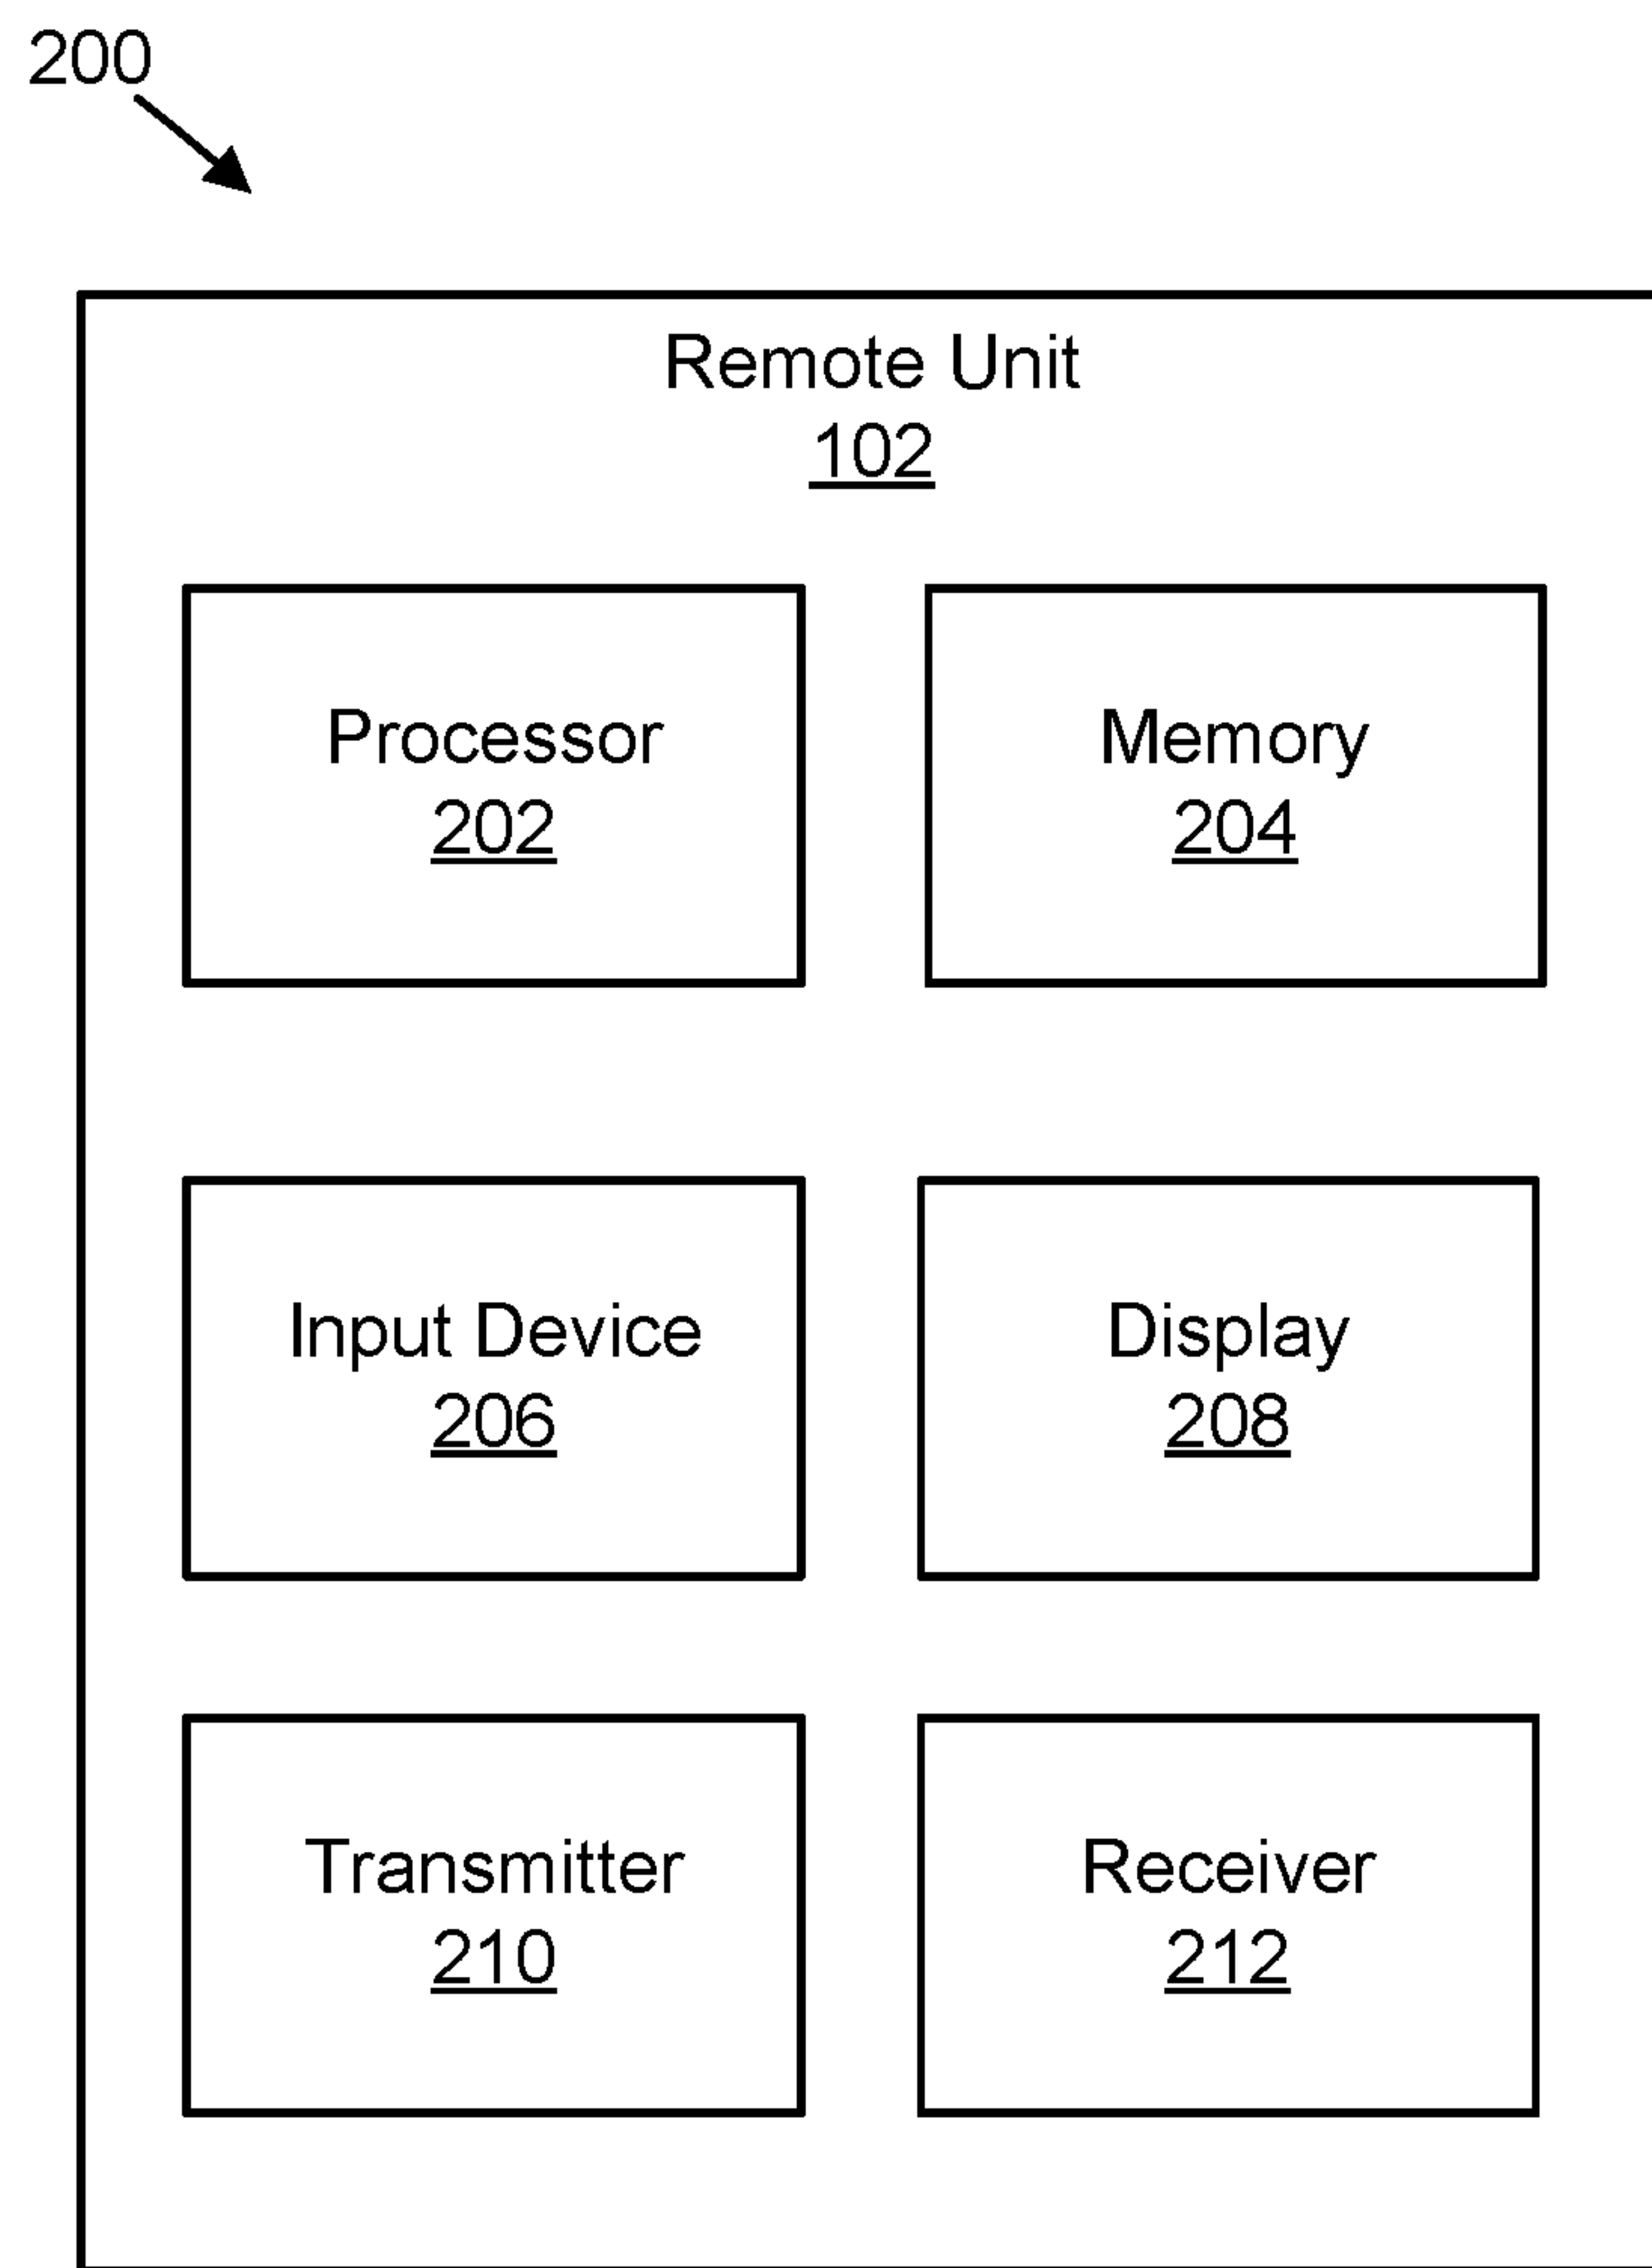 200
Remote Unit
102
Processor
202
Memory
204
Input Device
206
Display
208
Transmitter
210
Receiver
212